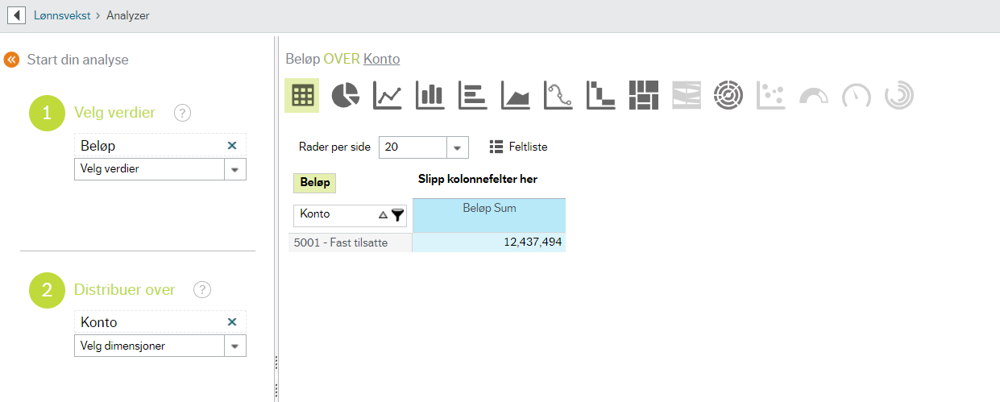 Lønnsvekst > Analyzer
Start din analyse
1 Velg verdier ?
Beløp
Velg verdier
2 Distribuer over ?
Konto
Velg dimensjoner
Beløp OVER Konto
Rader per side 20 Feltliste
Beløp Slipp kolonnefelter her
Konto Beløp Sum
5001 - Fast tilsatte 12,437,494